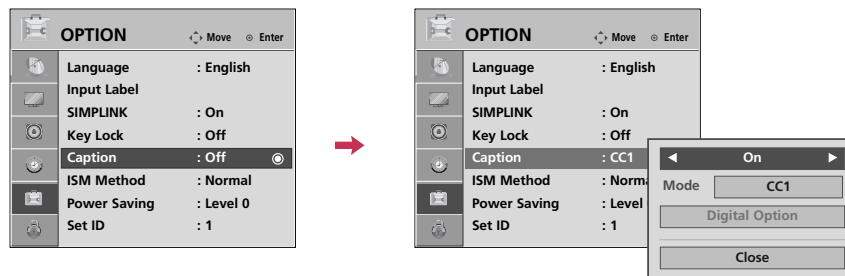 OPTION Move Enter
Language : English
Input Label
SIMPLINK : On
Key Lock : Off
Caption : Off
ISM Method : Normal
Power Saving : Level 0
Set ID : 1
OPTION Move Enter
Language : English
Input Label
SIMPLINK : On
Key Lock : Off
Caption : CC1
ISM Method : Norma
Power Saving : Level
Set ID : 1
On
Mode CC1
Digital Option
Close